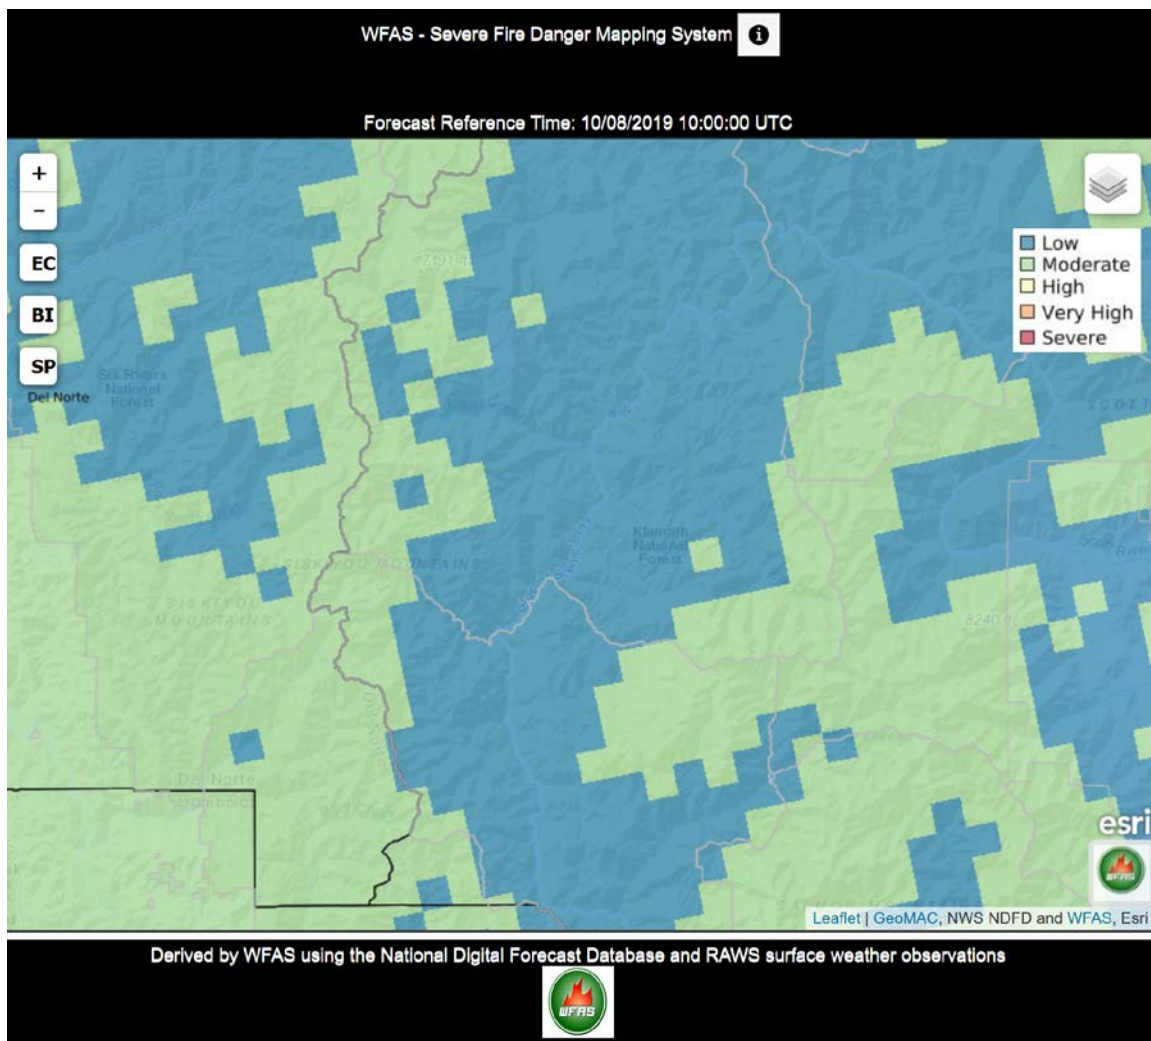 WFAS - Severe Fire Danger Mapping System
Forecast Reference Time: 10/08/2019 10:00:00 UTC
+
−
EC
BI
SP
Low
Moderate
High
Very High
Severe
Six Rivers
National
Forest
Del Norte
Klamath
National
Forest
SISKIYOU MOUNTAINS
SISKIYOU
MOUNTAINS
8240 ft
Del Norte
Humboldt
esri
WFAS
Leaflet | GeoMAC, NWS NDFD and WFAS, Esri
Derived by WFAS using the National Digital Forecast Database and RAWS surface weather observations
WFAS